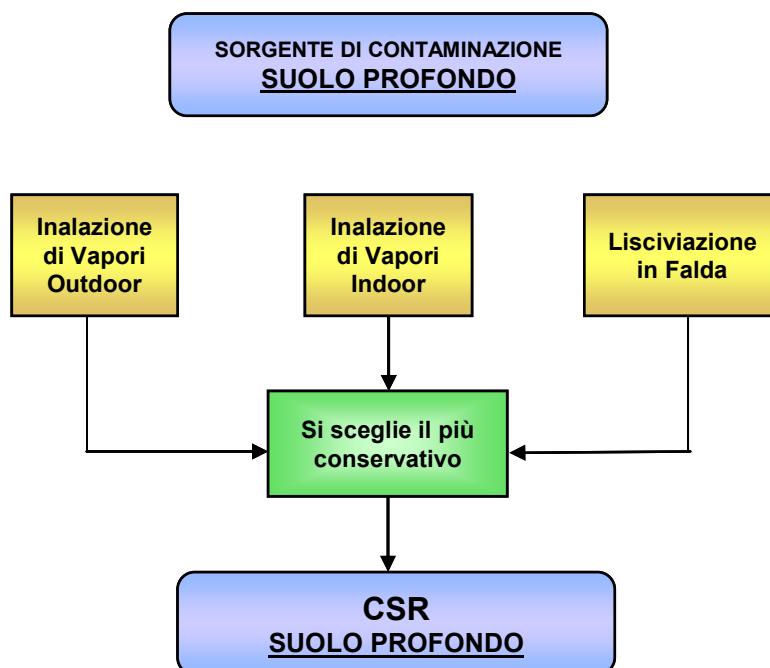 SORGENTE DI CONTAMINAZIONE
SUOLO PROFONDO
Inalazione
di Vapori
Outdoor
Inalazione
di Vapori
Indoor
Lisciviazione
in Falda
Si sceglie il più
conservativo
CSR
SUOLO PROFONDO